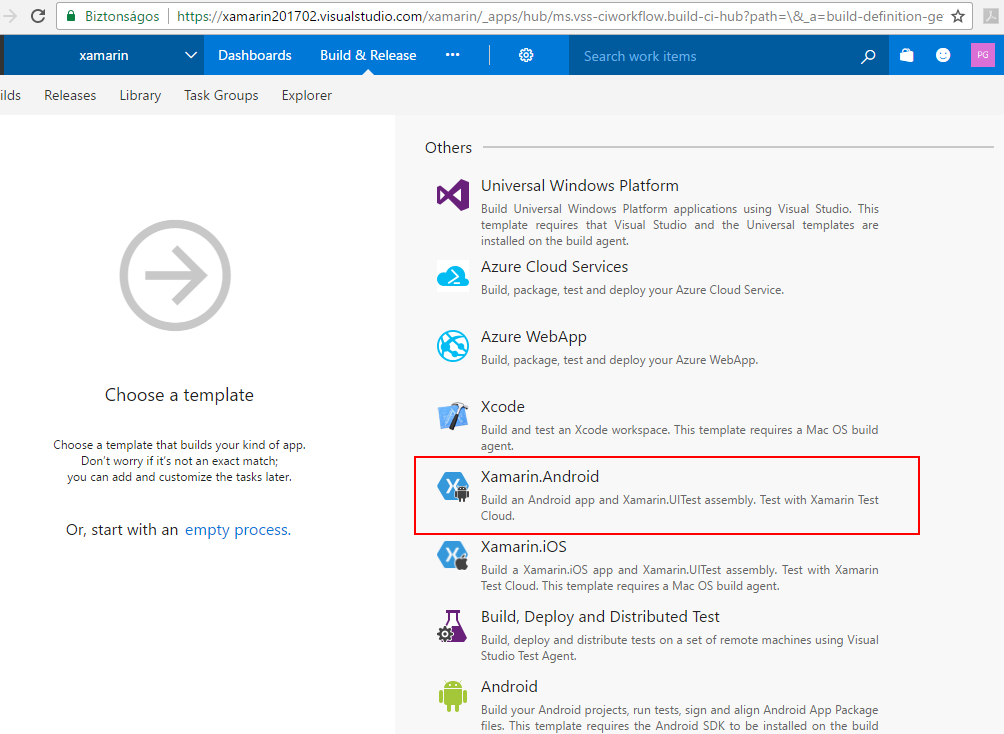 Biztonságos https://xamarin201702.visualstudio.com/xamarin/_apps/hub/ms.vss-ciworkflow.build-ci-hub?path=\&_a=build-definition-ge
xamarin Dashboards Build & Release ··· Search work items PG
ilds Releases Library Task Groups Explorer
Choose a template
Choose a template that builds your kind of app.
Don't worry if it's not an exact match;
you can add and customize the tasks later.
Or, start with an empty process.
Others
Universal Windows Platform
Build Universal Windows Platform applications using Visual Studio. This
template requires that Visual Studio and the Universal templates are
installed on the build agent.
Azure Cloud Services
Build, package, test and deploy your Azure Cloud Service.
Azure WebApp
Build, package, test and deploy your Azure WebApp.
Xcode
Build and test an Xcode workspace. This template requires a Mac OS build
agent.
Xamarin.Android
Build an Android app and Xamarin.UITest assembly. Test with Xamarin Test
Cloud.
Xamarin.iOS
Build a Xamarin.iOS app and Xamarin.UITest assembly. Test with Xamarin
Test Cloud. This template requires a Mac OS build agent.
Build, Deploy and Distributed Test
Build, deploy and distribute tests on a set of remote machines using Visual
Studio Test Agent.
Android
Build your Android projects, run tests, sign and align Android App Package
files. This template requires the Android SDK to be installed on the build